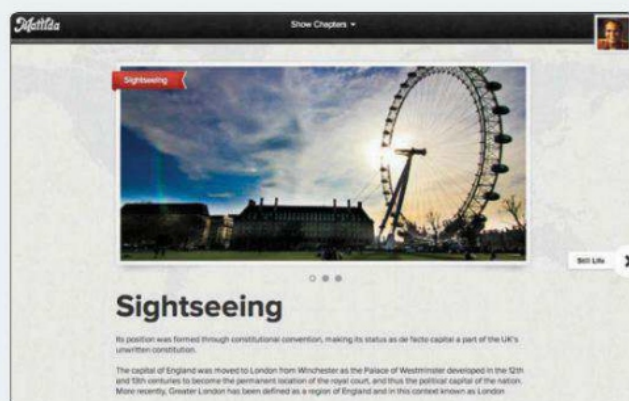 Matilda
Show Chapters
Sightseeing
Still Life
Sightseeing
Its position was formed through constitutional convention, making its status as de facto capital a part of the UK's
unwritten constitution.
The capital of England was moved to London from Winchester as the Palace of Westminster developed in the 12th
and 13th centuries to become the permanent location of the royal court, and thus the political capital of the nation.
More recently, Greater London has been defined as a region of England and in this context known as London